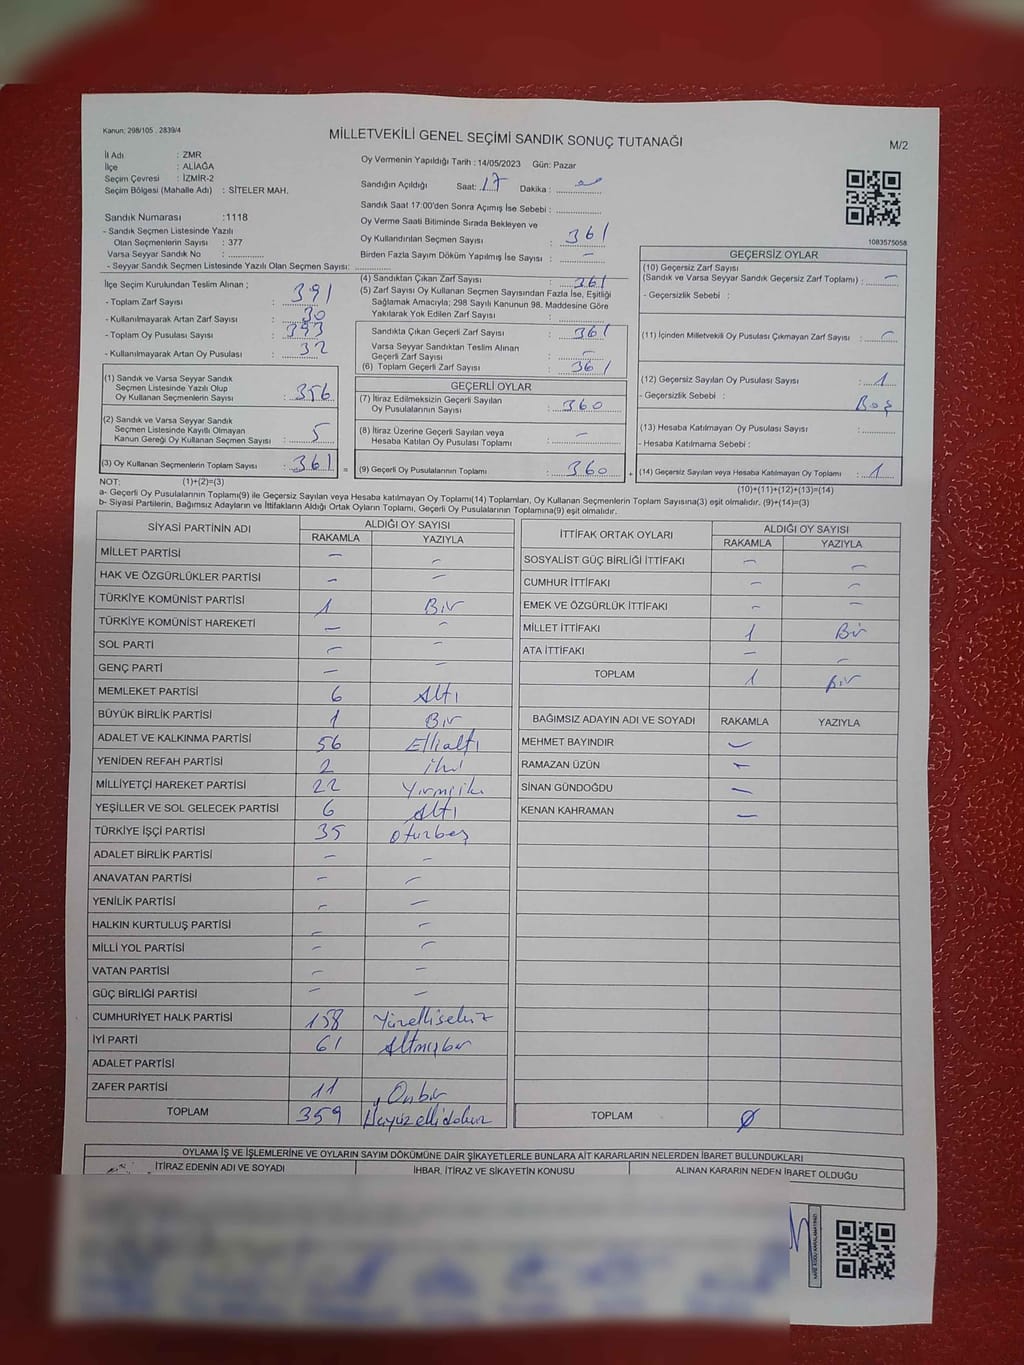 Kanun: 298/105 . 2839/4
MİLLETVEKİLİ GENEL SEÇİMİ SANDIK SONUÇ TUTANAĞI
M/2
İl Adı : ZMR
İlçe : ALİAĞA
Seçim Çevresi : İZMİR-2
Seçim Bölgesi (Mahalle Adı) : SİTELER MAH.
Sandık Numarası :1118
- Sandık Seçmen Listesinde Yazılı
Olan Seçmenlerin Sayısı : 377
Varsa Seyyar Sandık No : ..............
- Seyyar Sandık Seçmen Listesinde Yazılı Olan Seçmen Sayısı: ..............
Oy Vermenin Yapıldığı Tarih : 14/05/2023 Gün: Pazar
Sandığın Açıldığı Saat: 17 Dakika :
Sandık Saat 17:00'den Sonra Açımış İse Sebebi : ..............
Oy Verme Saati Bitiminde Sırada Bekleyen ve
Oy Kullandırılan Seçmen Sayısı : 361
Birden Fazla Sayım Döküm Yapılmış İse Sayısı : -
1083575058
İlçe Seçim Kurulundan Teslim Alınan ;
- Toplam Zarf Sayısı : 391
- Kullanılmayarak Artan Zarf Sayısı : 30
- Toplam Oy Pusulası Sayısı : 393
- Kullanılmayarak Artan Oy Pusulası : 32
(1) Sandık ve Varsa Seyyar Sandık
Seçmen Listesinde Yazılı Olup
Oy Kullanan Seçmenlerin Sayısı : 356
(2) Sandık ve Varsa Seyyar Sandık
Seçmen Listesinde Kayıtlı Olmayan
Kanun Gereği Oy Kullanan Seçmen Sayısı : 5
(3) Oy Kullanan Seçmenlerin Toplam Sayısı : 361 =
(4) Sandıktan Çıkan Zarf Sayısı : 361
(5) Zarf Sayısı Oy Kullanan Seçmen Sayısından Fazla İse, Eşitliği
Sağlamak Amacıyla; 298 Sayılı Kanunun 98. Maddesine Göre
Yakılarak Yok Edilen Zarf Sayısı : ..............
Sandıkta Çıkan Geçerli Zarf Sayısı : 361
Varsa Seyyar Sandıktan Teslim Alınan
Geçerli Zarf Sayısı : -
(6) Toplam Geçerli Zarf Sayısı : 361
GEÇERLİ OYLAR
(7) İtiraz Edilmeksizin Geçerli Sayılan
Oy Pusulalarının Sayısı : 360
(8) İtiraz Üzerine Geçerli Sayılan veya
Hesaba Katılan Oy Pusulası Toplamı : -
(9) Geçerli Oy Pusulalarının Toplamı : 360 +
GEÇERSİZ OYLAR
(10) Geçersiz Zarf Sayısı
(Sandık ve Varsa Seyyar Sandık Geçersiz Zarf Toplamı) : -
- Geçersizlik Sebebi :
(11) İçinden Milletvekili Oy Pusulası Çıkmayan Zarf Sayısı : -
(12) Geçersiz Sayılan Oy Pusulası Sayısı : 1
- Geçersizlik Sebebi : Boş
(13) Hesaba Katılmayan Oy Pusulası Sayısı : ..............
- Hesaba Katılmama Sebebi :
(14) Geçersiz Sayılan veya Hesaba Katılmayan Oy Toplamı : 1
NOT: (1)+(2)=(3)
(10)+(11)+(12)+(13)=(14)
a- Geçerli Oy Pusulalarının Toplamı(9) ile Geçersiz Sayılan veya Hesaba katılmayan Oy Toplamı(14) Toplamları, Oy Kullanan Seçmenlerin Toplam Sayısına(3) eşit olmalıdır. (9)+(14)=(3)
b- Siyasi Partilerin, Bağımsız Adayların ve İttifakların Aldığı Ortak Oyların Toplamı, Geçerli Oy Pusulalarının Toplamına(9) eşit olmalıdır.
SİYASİ PARTİNİN ADI ALDIĞI OY SAYISI
RAKAMLA YAZIYLA
MİLLET PARTİSİ - -
HAK VE ÖZGÜRLÜKLER PARTİSİ - -
TÜRKİYE KOMÜNİST PARTİSİ 1 Bir
TÜRKİYE KOMÜNİST HAREKETİ - -
SOL PARTİ - -
GENÇ PARTİ - -
MEMLEKET PARTİSİ 6 Altı
BÜYÜK BİRLİK PARTİSİ 1 Bir
ADALET VE KALKINMA PARTİSİ 56 Ellialtı
YENİDEN REFAH PARTİSİ 2 iki
MİLLİYETÇİ HAREKET PARTİSİ 22 Yirmiiki
YEŞİLLER VE SOL GELECEK PARTİSİ 6 Altı
TÜRKİYE İŞÇİ PARTİSİ 35 oturbeş
ADALET BİRLİK PARTİSİ - -
ANAVATAN PARTİSİ - -
YENİLİK PARTİSİ - -
HALKIN KURTULUŞ PARTİSİ - -
MİLLİ YOL PARTİSİ - -
VATAN PARTİSİ - -
GÜÇ BİRLİĞİ PARTİSİ - -
CUMHURİYET HALK PARTİSİ 158 Yüzellisekiz
İYİ PARTİ 61 Altmışbir
ADALET PARTİSİ
ZAFER PARTİSİ 11 Onbir
TOPLAM 359 Üçyüzellidokuz
İTTİFAK ORTAK OYLARI ALDIĞI OY SAYISI
RAKAMLA YAZIYLA
SOSYALİST GÜÇ BİRLİĞİ İTTİFAKI - -
CUMHUR İTTİFAKI - -
EMEK VE ÖZGÜRLÜK İTTİFAKI - -
MİLLET İTTİFAKI 1 Bir
ATA İTTİFAKI - -
TOPLAM 1 Bir
BAĞIMSIZ ADAYIN ADI VE SOYADI RAKAMLA YAZIYLA
MEHMET BAYINDIR -
RAMAZAN ÜZÜN -
SİNAN GÜNDOĞDU -
KENAN KAHRAMAN -
TOPLAM Ø
OYLAMA İŞ VE İŞLEMLERİNE VE OYLARIN SAYIM DÖKÜMÜNE DAİR ŞİKAYETLERLE BUNLARA AİT KARARLARIN NELERDEN İBARET BULUNDUKLARI
İTİRAZ EDENİN ADI VE SOYADI İHBAR, İTİRAZ VE SİKAYETİN KONUSU ALINAN KARARIN NEDEN İBARET OLDUĞU